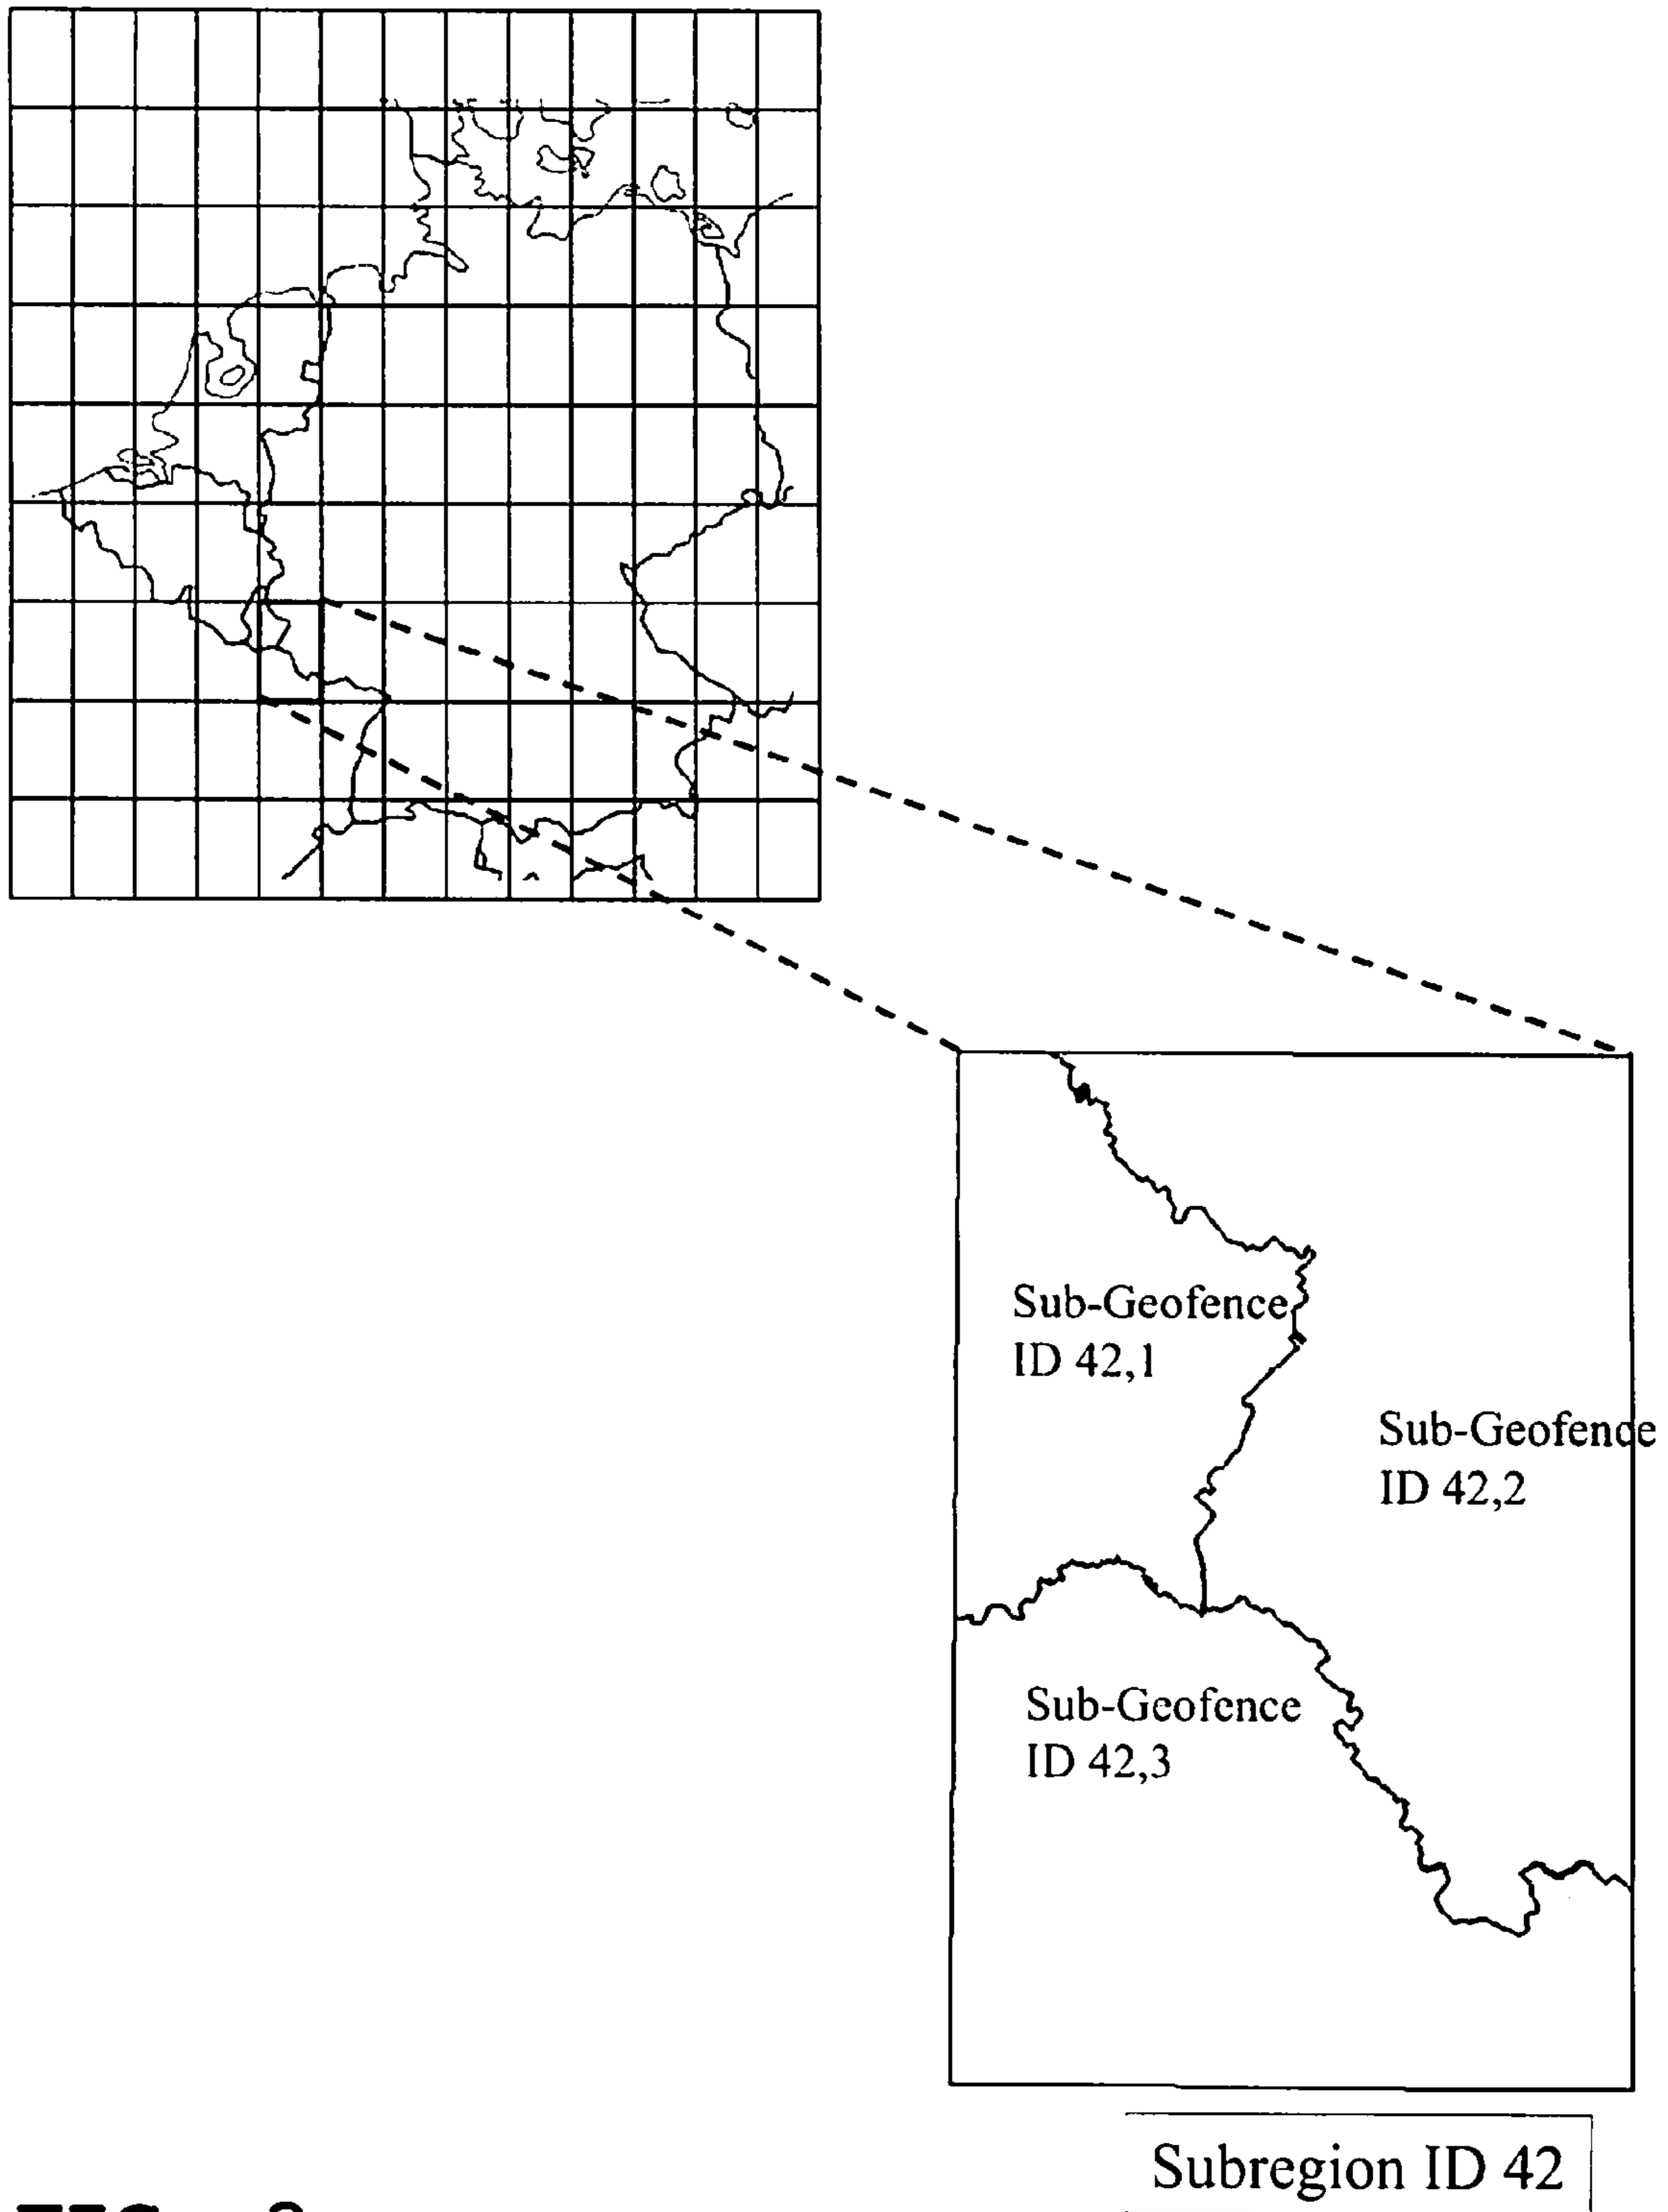 Sub-Geofence
ID 42,1
Sub-Geofence
ID 42,2
Sub-Geofence
ID 42,3
Subregion ID 42